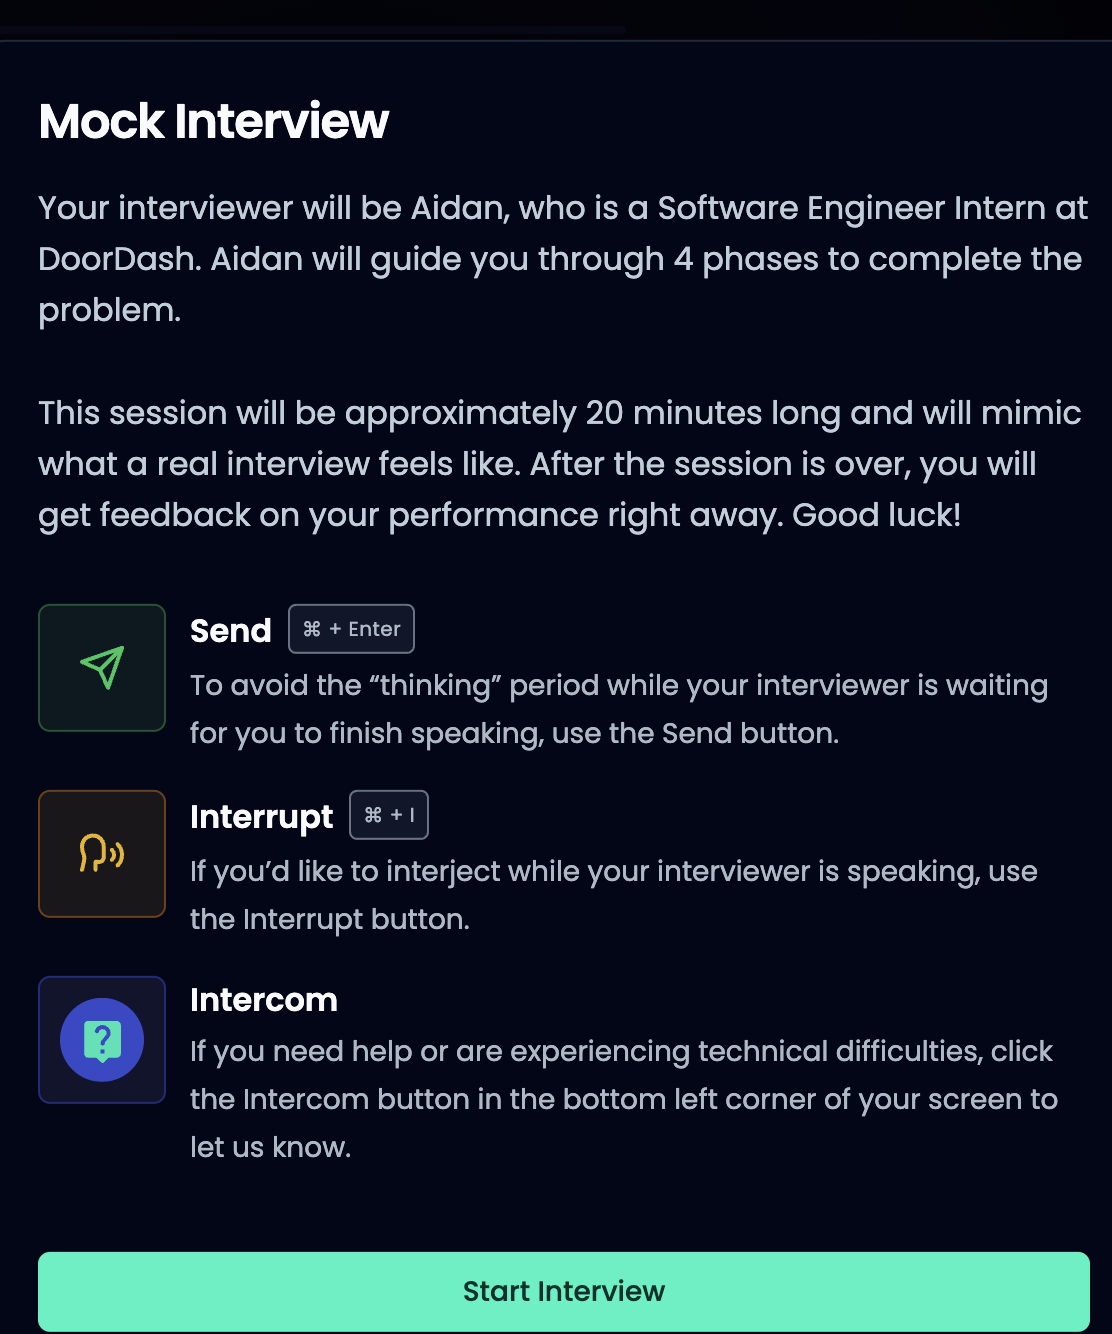 Mock Interview
Your interviewer will be Aidan, who is a Software Engineer Intern at
DoorDash. Aidan will guide you through 4 phases to complete the
problem.
This session will be approximately 20 minutes long and will mimic
what a real interview feels like. After the session is over, you will
get feedback on your performance right away. Good luck!
Send ⌘ + Enter
To avoid the “thinking” period while your interviewer is waiting
for you to finish speaking, use the Send button.
Interrupt ⌘ + I
If you’d like to interject while your interviewer is speaking, use
the Interrupt button.
Intercom
If you need help or are experiencing technical difficulties, click
the Intercom button in the bottom left corner of your screen to
let us know.
Start Interview